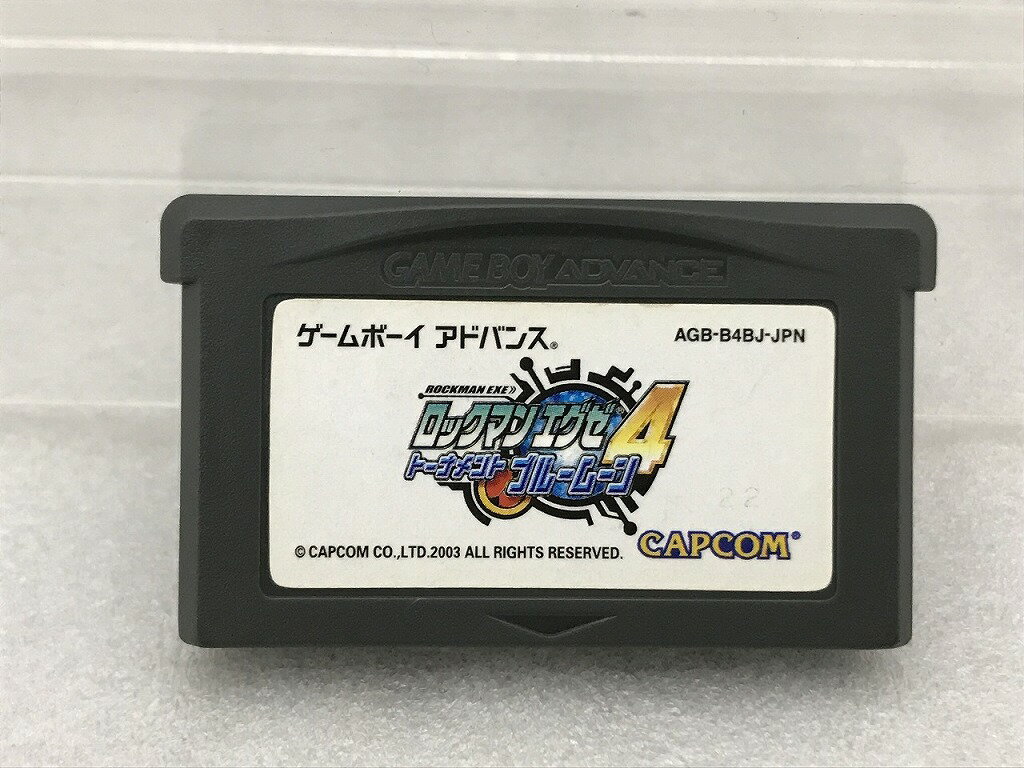 GAME BOY ADVANCE
ゲームボーイ アドバンス®
AGB-B4BJ-JPN
ROCKMAN EXE
ロックマンエグゼ®4
トーナメント ブルームーン
© CAPCOM CO.,LTD.2003 ALL RIGHTS RESERVED.
CAPCOM®
22